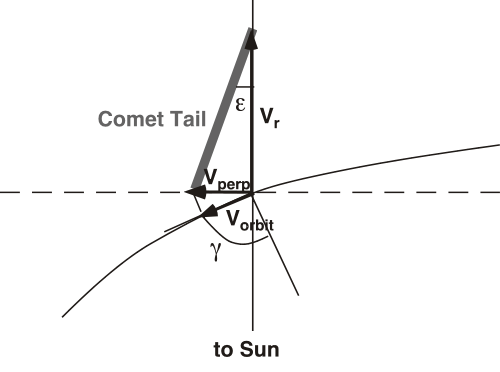 ε
Comet Tail
Vr
Vperp
Vorbit
γ
to Sun